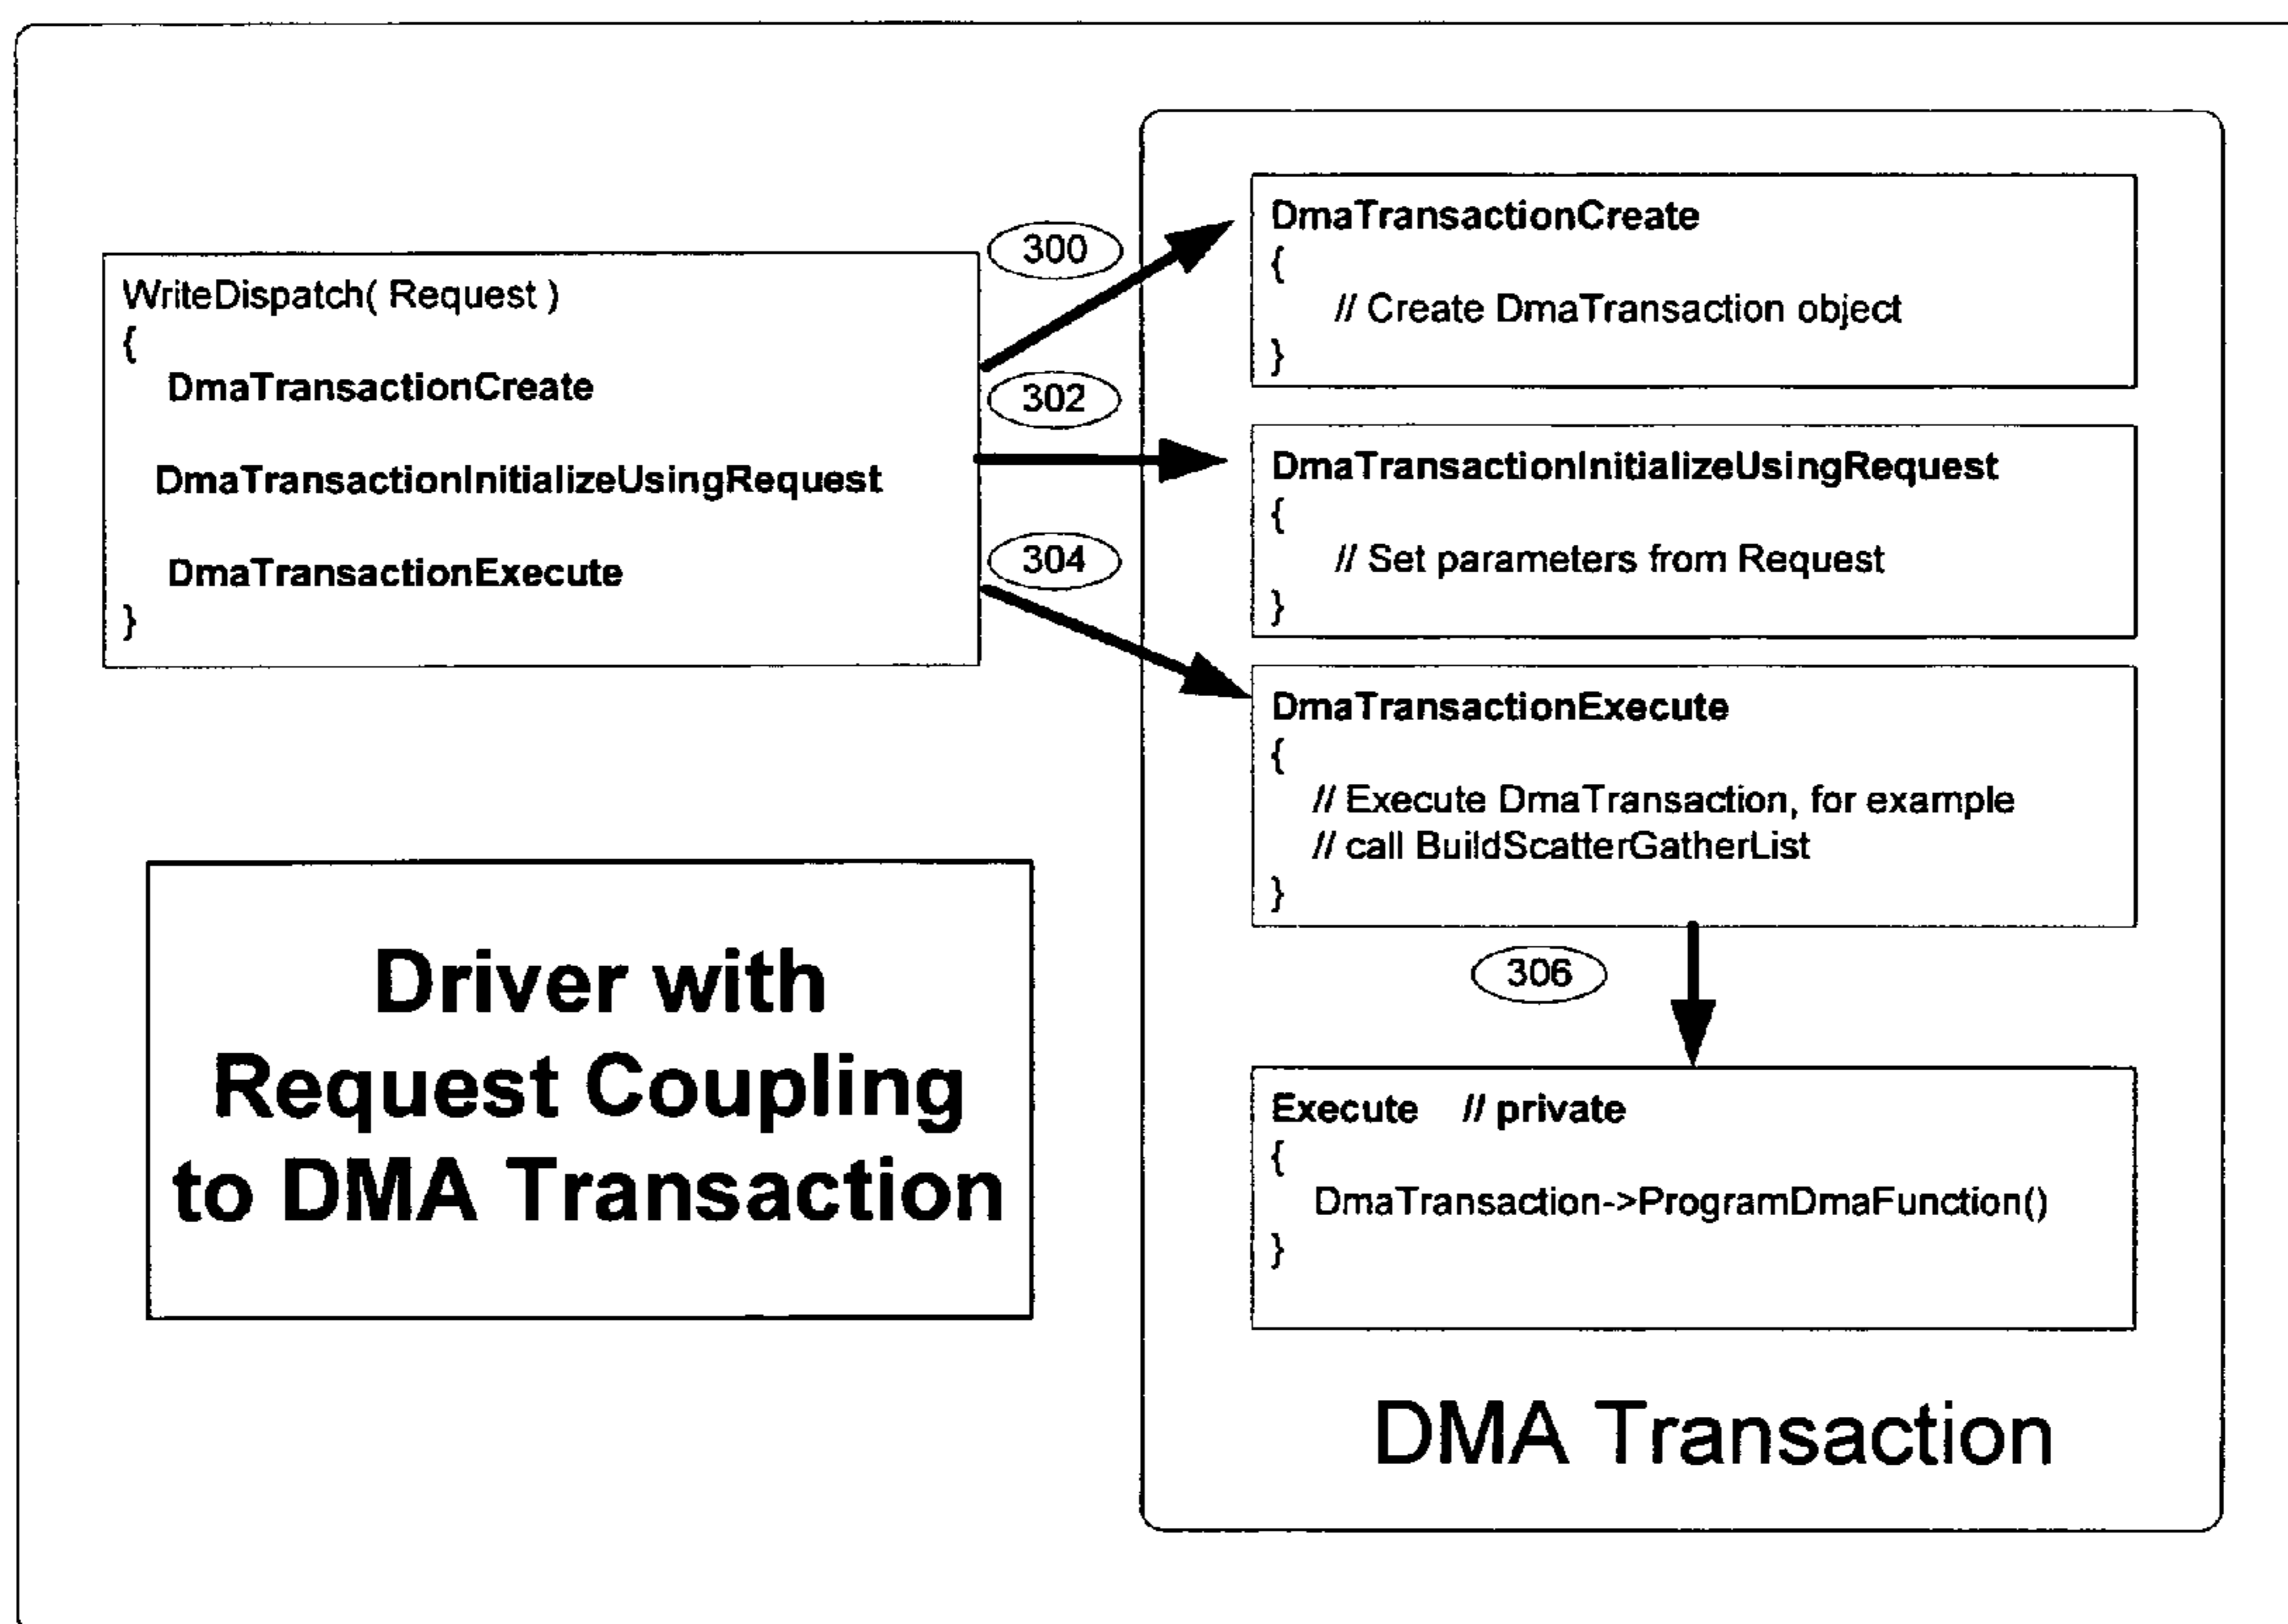 WriteDispatch( Request )
{
DmaTransactionCreate
DmaTransactionInitializeUsingRequest
DmaTransactionExecute
}
300
302
304
DmaTransactionCreate
{
// Create DmaTransaction object
}
DmaTransactionInitializeUsingRequest
{
// Set parameters from Request
}
DmaTransactionExecute
{
// Execute DmaTransaction, for example
// call BuildScatterGatherList
}
306
Execute // private
{
DmaTransaction->ProgramDmaFunction()
}
DMA Transaction
Driver with
Request Coupling
to DMA Transaction